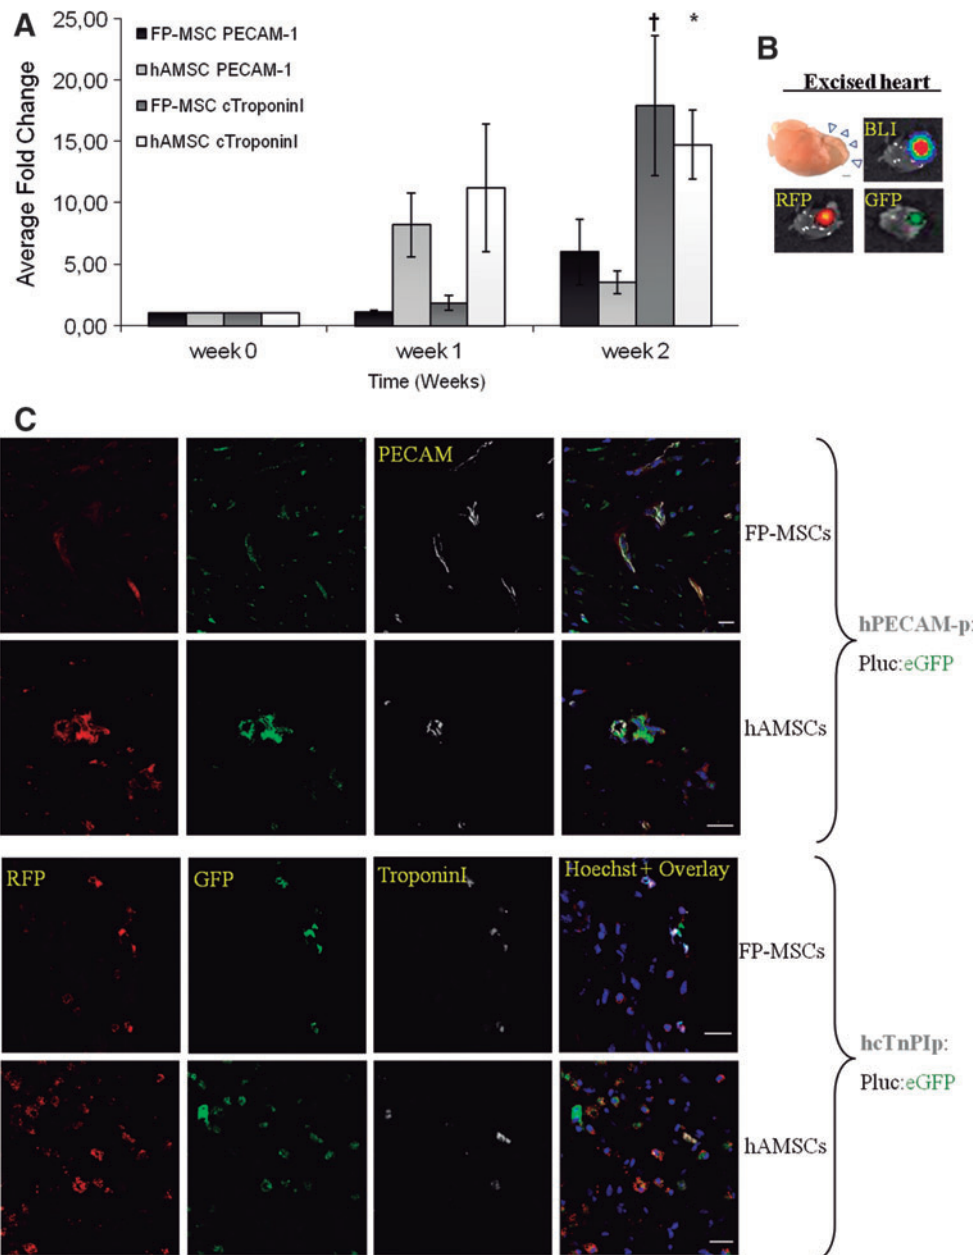 A
25,00
20,00
15,00
10,00
5,00
0,00
Average Fold Change
FP-MSC PECAM-1
hAMSC PECAM-1
FP-MSC cTroponinI
hAMSC cTroponinI
†
*
week 0
week 1
week 2
Time (Weeks)
B
Excised heart
BLI
RFP
GFP
C
PECAM
FP-MSCs
hAMSCs
hPECAM-p:
Pluc:eGFP
RFP
GFP
TroponinI
Hoechst + Overlay
FP-MSCs
hAMSCs
hcTnPIp:
Pluc:eGFP